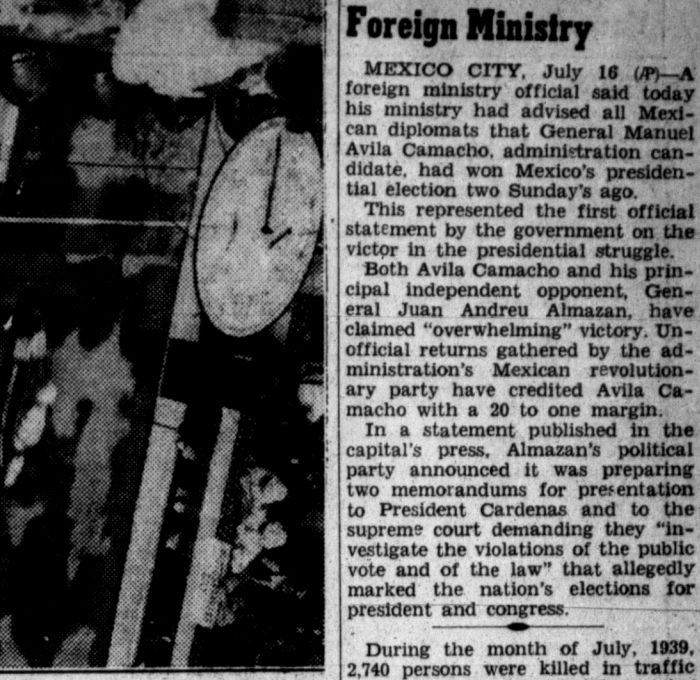 Foreign Ministry
MEXICO CITY, July 16 (AP)—A
foreign ministry official said today
his ministry had advised all Mexi-
can diplomats that General Manuel
Avila Camacho, administration can-
didate, had won Mexico's presiden-
tial election two Sunday's ago.
This represented the first official
statement by the government on the
victor in the presidential struggle.
Both Avila Camacho and his prin-
cipal independent opponent, Gen-
eral Juan Andreu Almazan, have
claimed "overwhelming" victory. Un-
official returns gathered by the ad-
ministration's Mexican revolution-
ary party have credited Avila Ca-
macho with a 20 to one margin.
In a statement published in the
capital's press, Almazan's political
party announced it was preparing
two memorandums for presentation
to President Cardenas and to the
supreme court demanding they "in-
vestigate the violations of the public
vote and of the law" that allegedly
marked the nation's elections for
president and congress.
During the month of July, 1939,
2,740 persons were killed in traffic